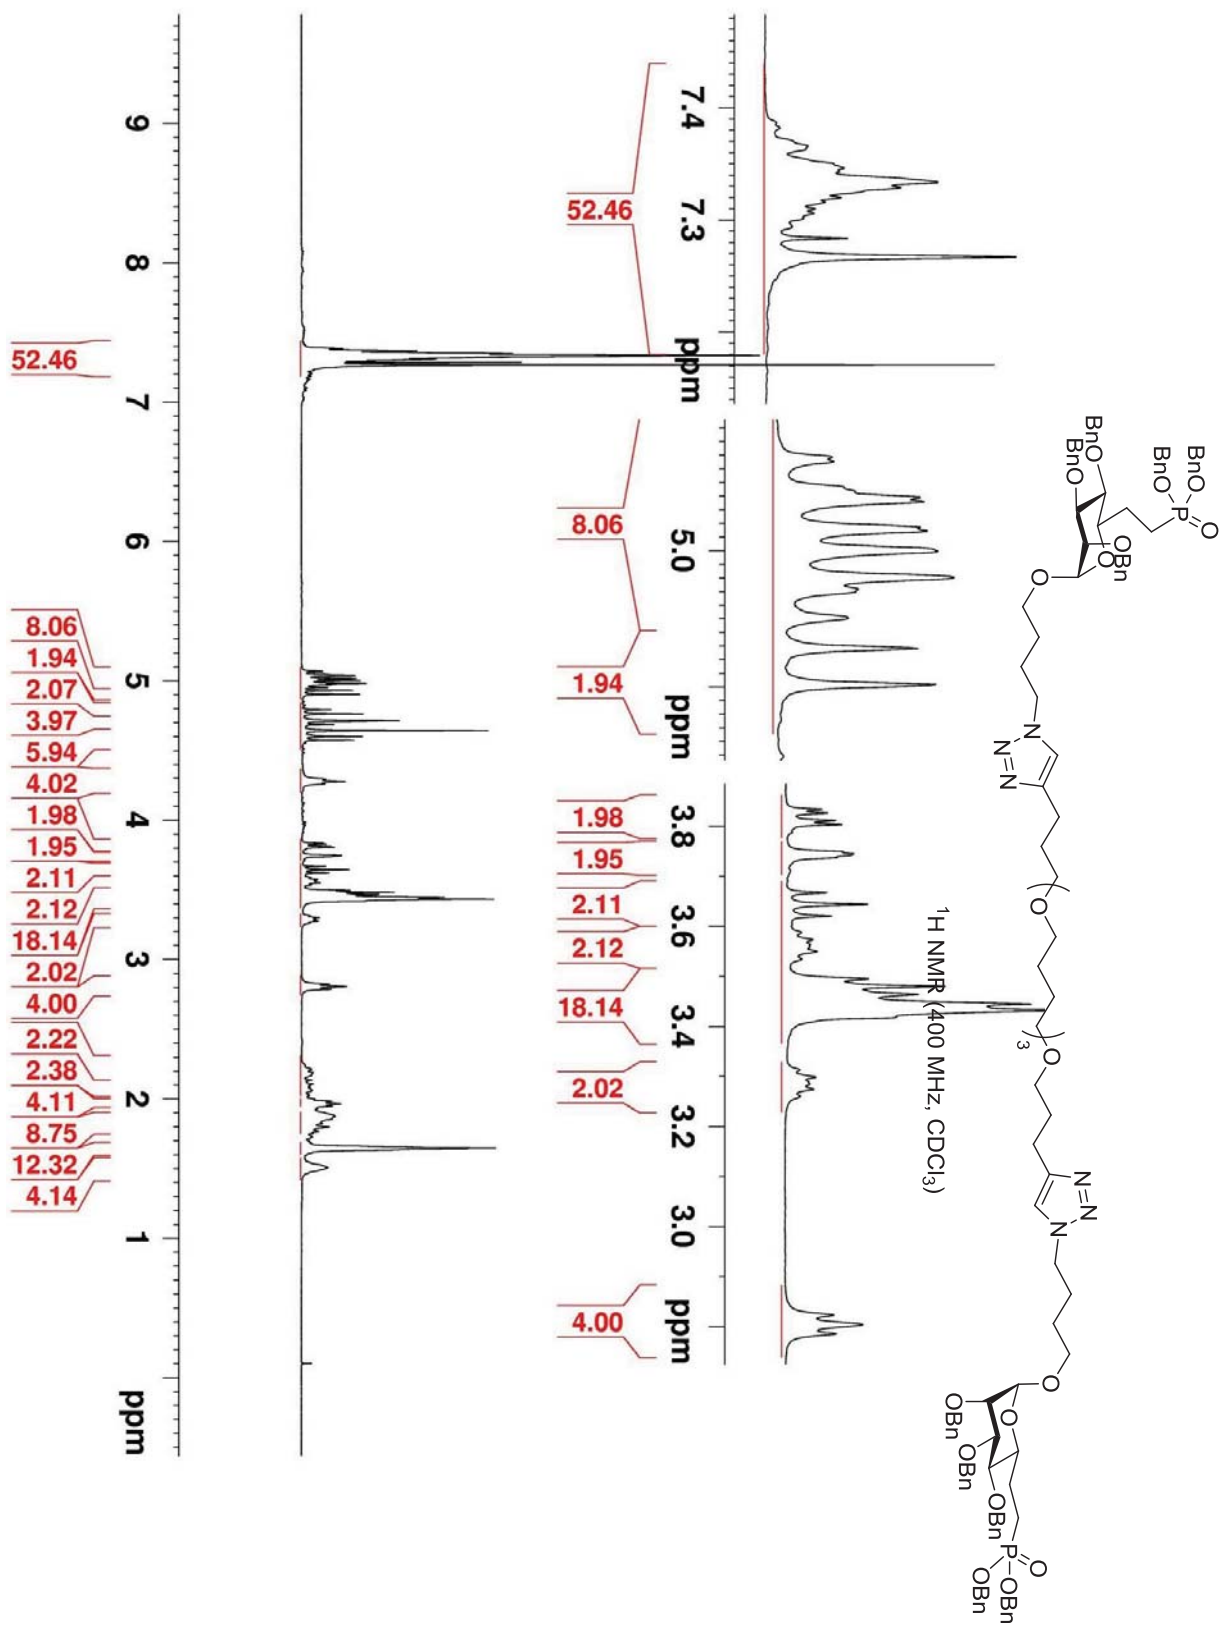 BnO
BnO
P
O
BnO
BnO
OBn
O
O
N
N=N
O
O
3
N=N
N
O
O
OBn
OBn
OBn
P
O
OBn
OBn
¹H NMR (400 MHz, CDCl₃)
7.4 7.3 ppm
52.46
5.0 ppm
8.06
1.94
3.8 3.6 3.4 3.2 3.0 ppm
1.98
1.95
2.11
2.12
18.14
2.02
4.00
9 8 7 6 5 4 3 2 1 ppm
52.46
8.06
1.94
2.07
3.97
5.94
4.02
1.98
1.95
2.11
2.12
18.14
2.02
4.00
2.22
2.38
4.11
8.75
12.32
4.14